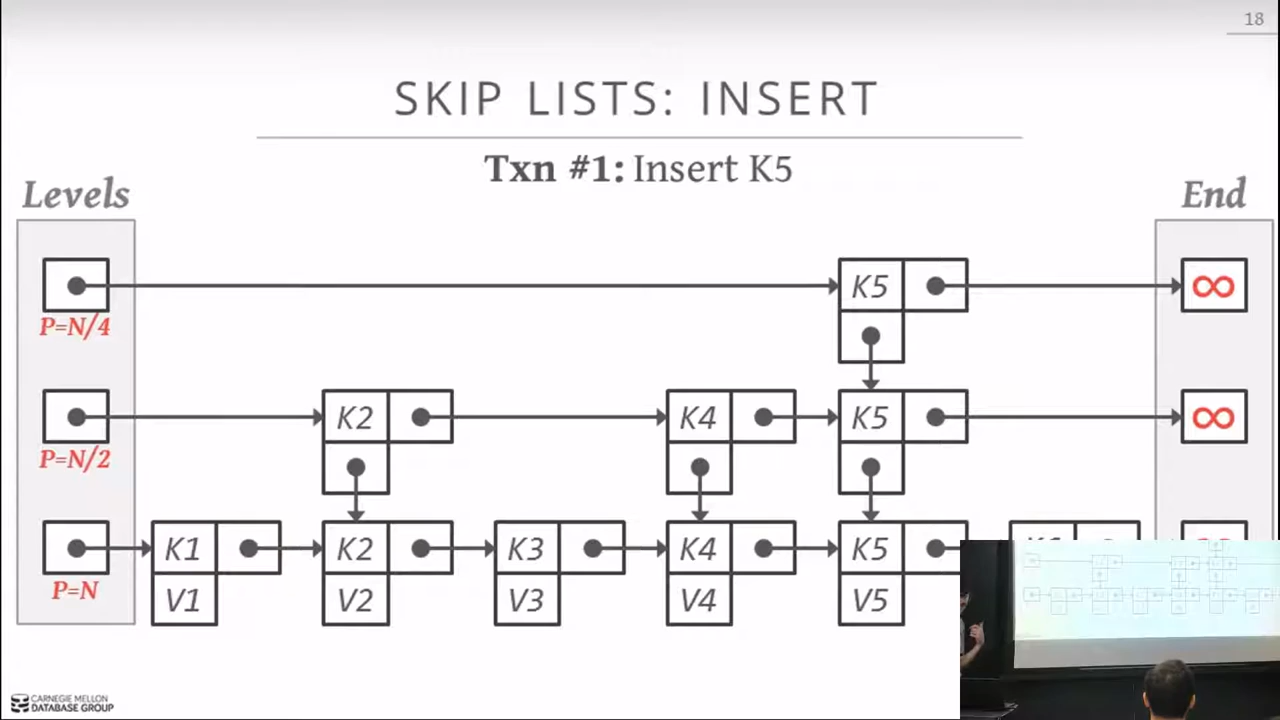 18
SKIP LISTS: INSERT
Txn #1: Insert K5
Levels
End
K5
∞
P=N/4
K2
K4
K5
∞
P=N/2
K1
K2
K3
K4
K5
P=N
V1
V2
V3
V4
V5
CARNEGIE MELLON
DATABASE GROUP